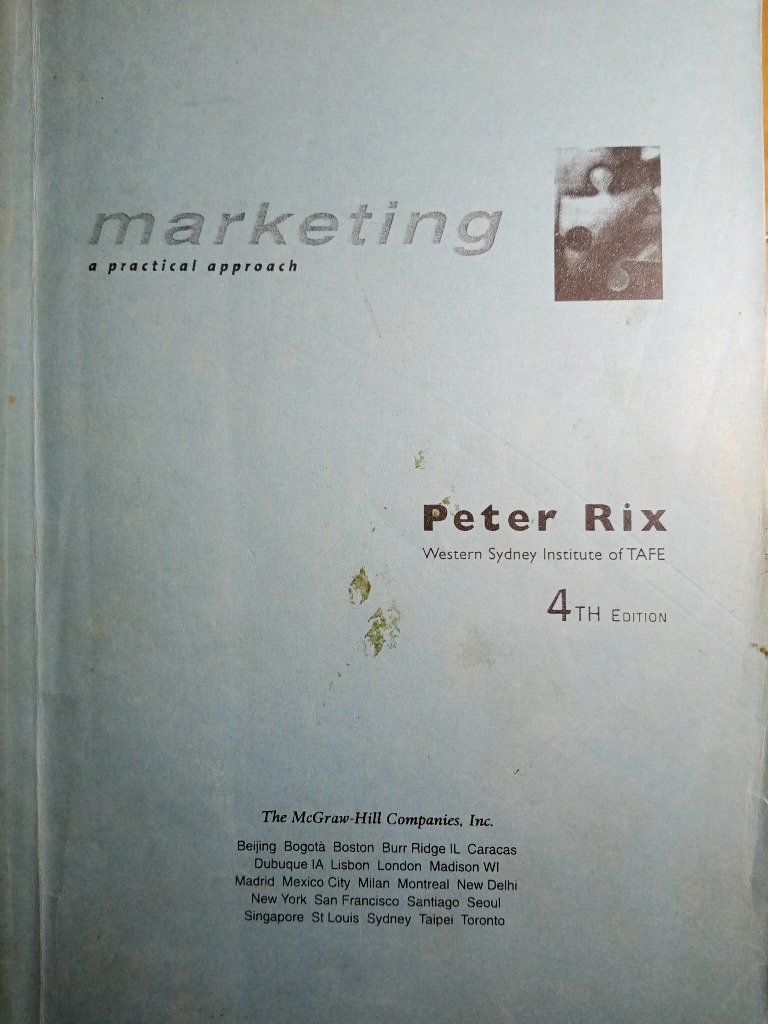 marketing
a practical approach
Peter Rix
Western Sydney Institute of TAFE
4TH EDITION
The McGraw-Hill Companies, Inc.
Beijing Bogotà Boston Burr Ridge IL Caracas
Dubuque IA Lisbon London Madison WI
Madrid Mexico City Milan Montreal New Delhi
New York San Francisco Santiago Seoul
Singapore St Louis Sydney Taipei Toronto